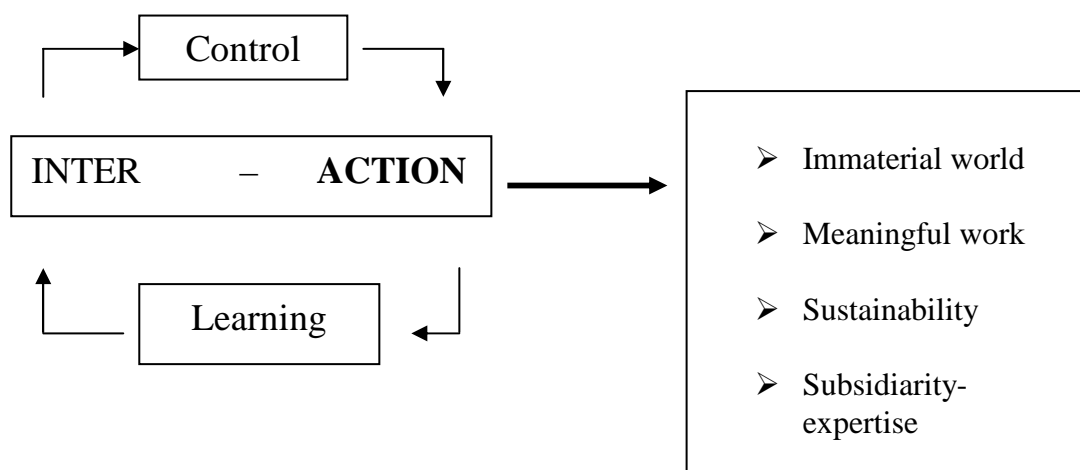 Control
INTER – ACTION
Learning
➢ Immaterial world
➢ Meaningful work
➢ Sustainability
➢ Subsidiarity-
expertise